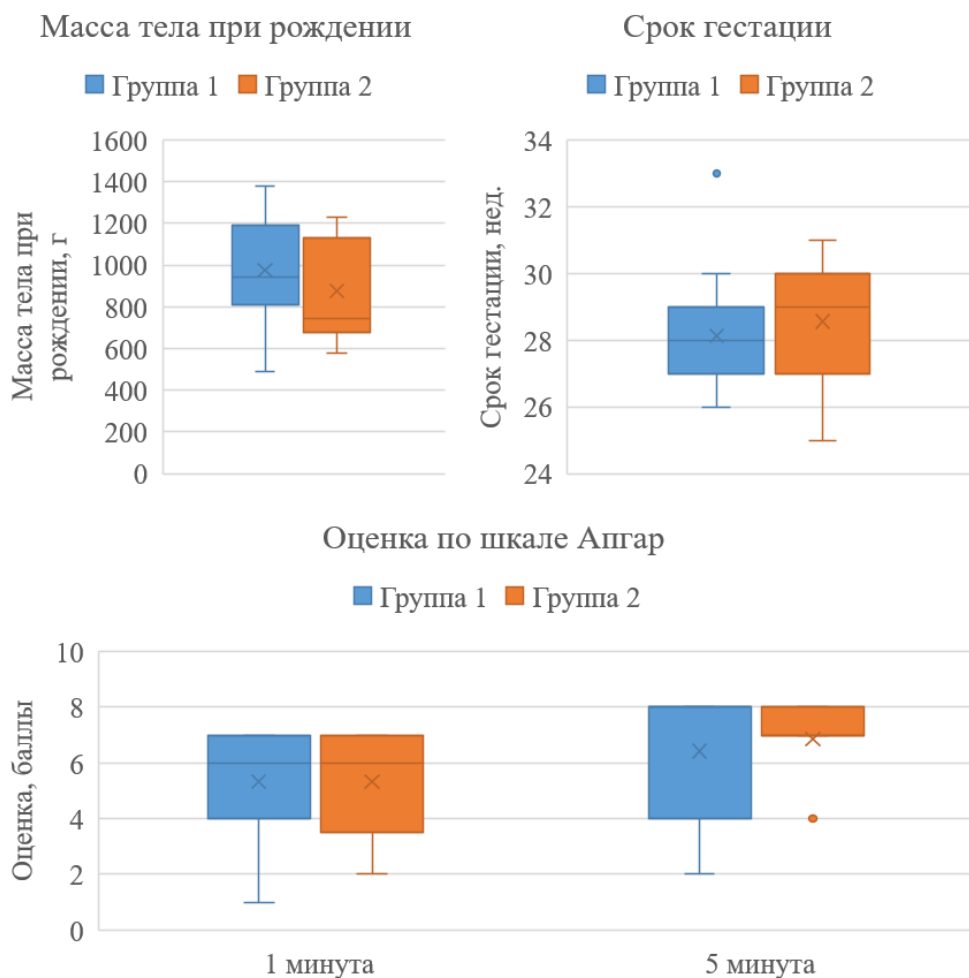 Масса тела при рождении
Группа 1 Группа 2
Масса тела при
рождении, г
1600
1400
1200
1000
800
600
400
200
0
Срок гестации
Группа 1 Группа 2
Срок гестации, нед.
34
32
30
28
26
24
Оценка по шкале Апгар
Группа 1 Группа 2
Оценка, баллы
10
8
6
4
2
0
1 минута 5 минута